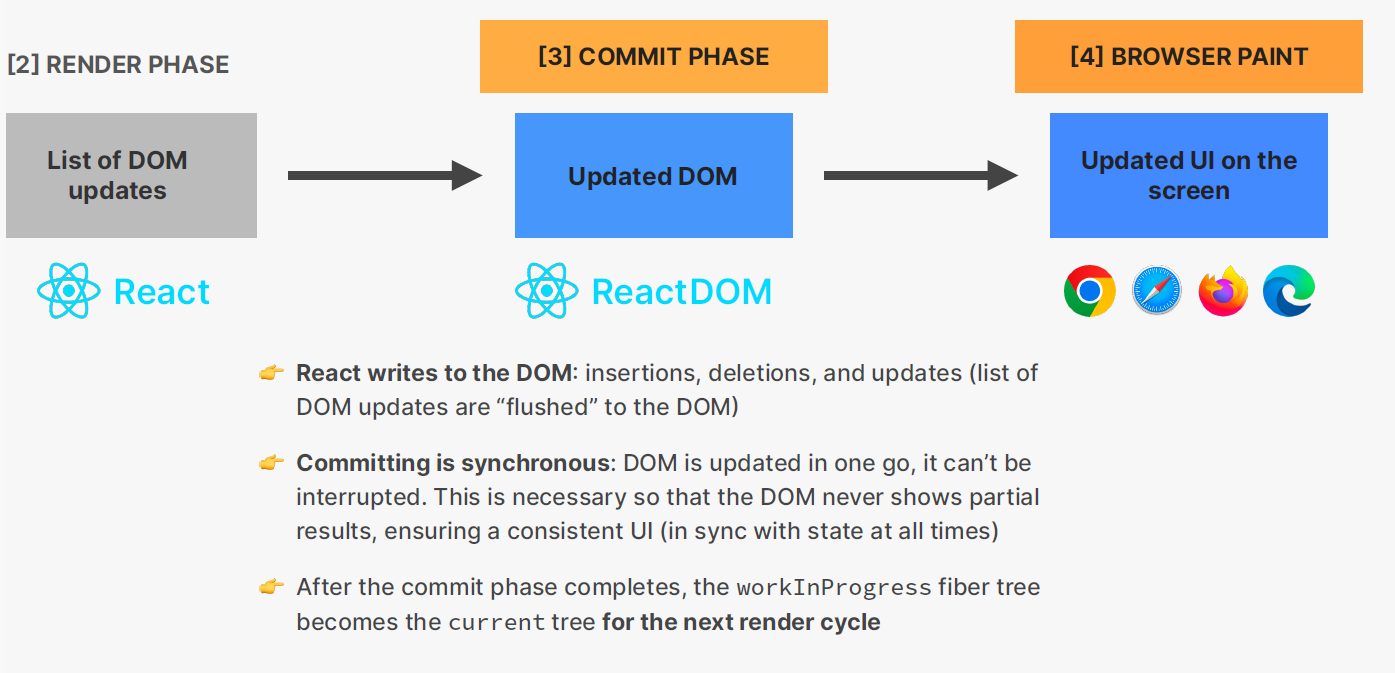 [2] RENDER PHASE
[3] COMMIT PHASE
[4] BROWSER PAINT
List of DOM
updates
Updated DOM
Updated UI on the
screen
React
ReactDOM
React writes to the DOM: insertions, deletions, and updates (list of
DOM updates are “flushed” to the DOM)
Committing is synchronous: DOM is updated in one go, it can’t be
interrupted. This is necessary so that the DOM never shows partial
results, ensuring a consistent UI (in sync with state at all times)
After the commit phase completes, the workInProgress fiber tree
becomes the current tree for the next render cycle